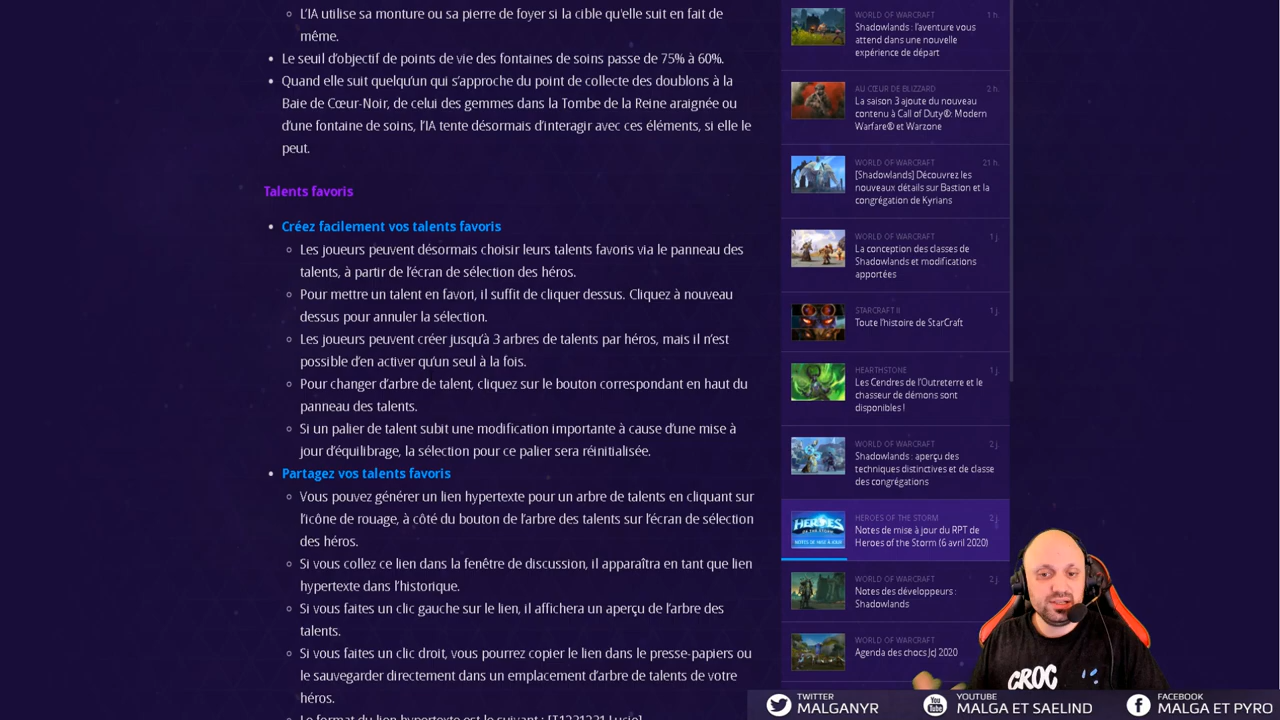 L'IA utilise sa monture ou sa pierre de foyer si la cible qu'elle suit en fait de
même.
Le seuil d'objectif de points de vie des fontaines de soins passe de 75% à 60%.
Quand elle suit quelqu'un qui s'approche du point de collecte des doublons à la
Baie de Cœur-Noir, de celui des gemmes dans la Tombe de la Reine araignée ou
d'une fontaine de soins, l'IA tente désormais d'interagir avec ces éléments, si elle le
peut.
Talents favoris
Créez facilement vos talents favoris
Les joueurs peuvent désormais choisir leurs talents favoris via le panneau des
talents, à partir de l'écran de sélection des héros.
Pour mettre un talent en favori, il suffit de cliquer dessus. Cliquez à nouveau
dessus pour annuler la sélection.
Les joueurs peuvent créer jusqu'à 3 arbres de talents par héros, mais il n'est
possible d'en activer qu'un seul à la fois.
Pour changer d'arbre de talent, cliquez sur le bouton correspondant en haut du
panneau des talents.
Si un palier de talent subit une modification importante à cause d'une mise à
jour d'équilibrage, la sélection pour ce palier sera réinitialisée.
Partagez vos talents favoris
Vous pouvez générer un lien hypertexte pour un arbre de talents en cliquant sur
l'icône de rouage, à côté du bouton de l'arbre des talents sur l'écran de sélection
des héros.
Si vous collez ce lien dans la fenêtre de discussion, il apparaîtra en tant que lien
hypertexte dans l'historique.
Si vous faites un clic gauche sur le lien, il affichera un aperçu de l'arbre des
talents.
Si vous faites un clic droit, vous pourrez copier le lien dans le presse-papiers ou
le sauvegarder directement dans un emplacement d'arbre de talents de votre
héros.
Le format du lien hypertexte est le suivant : [T1231231,Lucio]
WORLD OF WARCRAFT 1 h.
Shadowlands : l'aventure vous
attend dans une nouvelle
expérience de départ
AU CŒUR DE BLIZZARD 2 h.
La saison 3 ajoute du nouveau
contenu à Call of Duty®: Modern
Warfare® et Warzone
WORLD OF WARCRAFT 21 h.
[Shadowlands] Découvrez les
nouveaux détails sur Bastion et la
congrégation de Kyrians
WORLD OF WARCRAFT 1 j.
La conception des classes de
Shadowlands et modifications
apportées
STARCRAFT II 1 j.
Toute l'histoire de StarCraft
HEARTHSTONE 1 j.
Les Cendres de l'Outreterre et le
chasseur de démons sont
disponibles !
WORLD OF WARCRAFT 2 j.
Shadowlands : aperçu des
techniques distinctives et de classe
des congrégations
HEROES OF THE STORM 2 j.
Notes de mise à jour du RPT de
Heroes of the Storm (6 avril 2020)
HEROES
OF THE STORM
NOTES DE MISE À JOUR
WORLD OF WARCRAFT 2 j.
Notes des développeurs :
Shadowlands
WORLD OF WARCRAFT
Agenda des chocs JcJ 2020
CROC
TWITTER
MALGANYR
YOUTUBE
MALGA ET SAELIND
FACEBOOK
MALGA ET PYRO